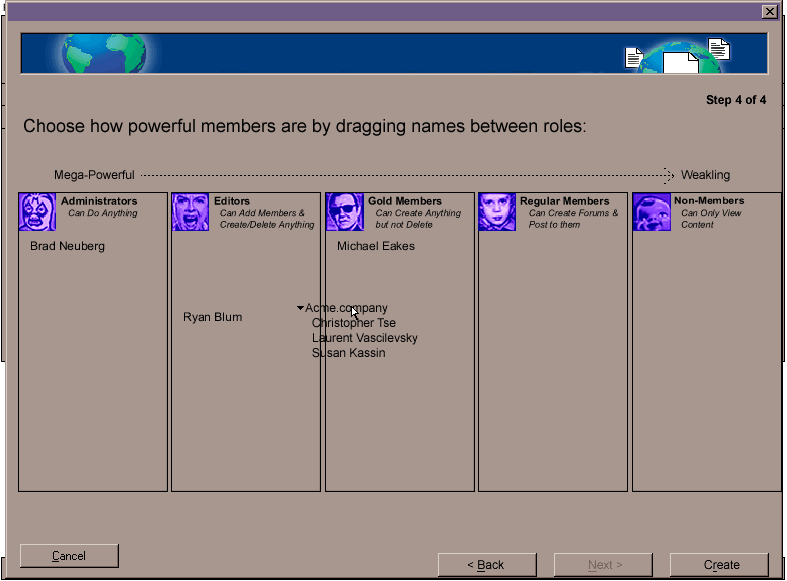 Step 4 of 4
Choose how powerful members are by dragging names between roles:
Mega-Powerful
Weakling
Administrators
Can Do Anything
Editors
Can Add Members &
Create/Delete Anything
Gold Members
Can Create Anything
but not Delete
Regular Members
Can Create Forums &
Post to them
Non-Members
Can Only View
Content
Brad Neuberg
Michael Eakes
Ryan Blum
Acme.company
Christopher Tse
Laurent Vascilevsky
Susan Kassin
Cancel
< Back
Next >
Create